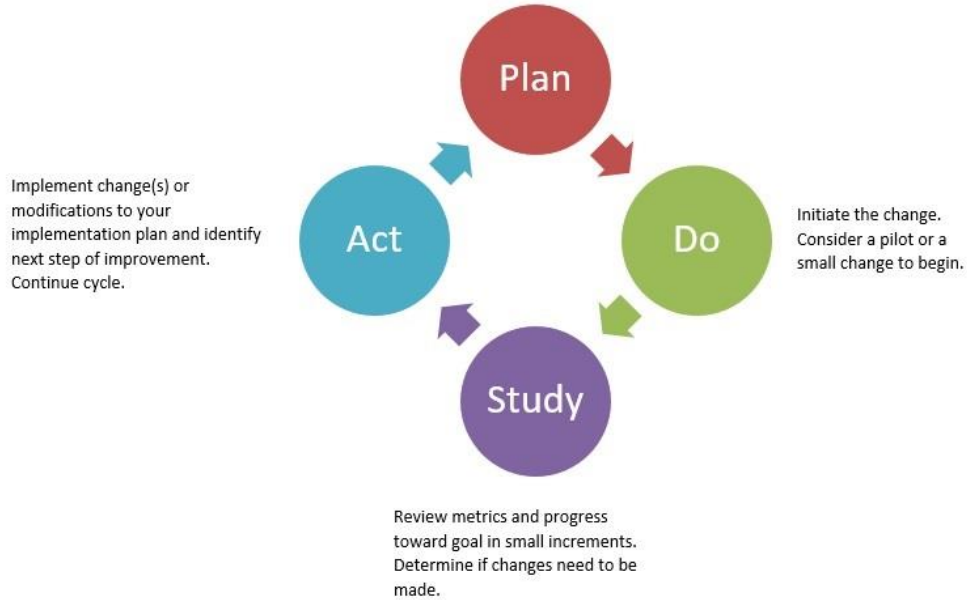 Plan
Implement change(s) or
modifications to your
implementation plan and identify
next step of improvement.
Continue cycle.
Act
Do
Initiate the change.
Consider a pilot or a
small change to begin.
Study
Review metrics and progress
toward goal in small increments.
Determine if changes need to be
made.